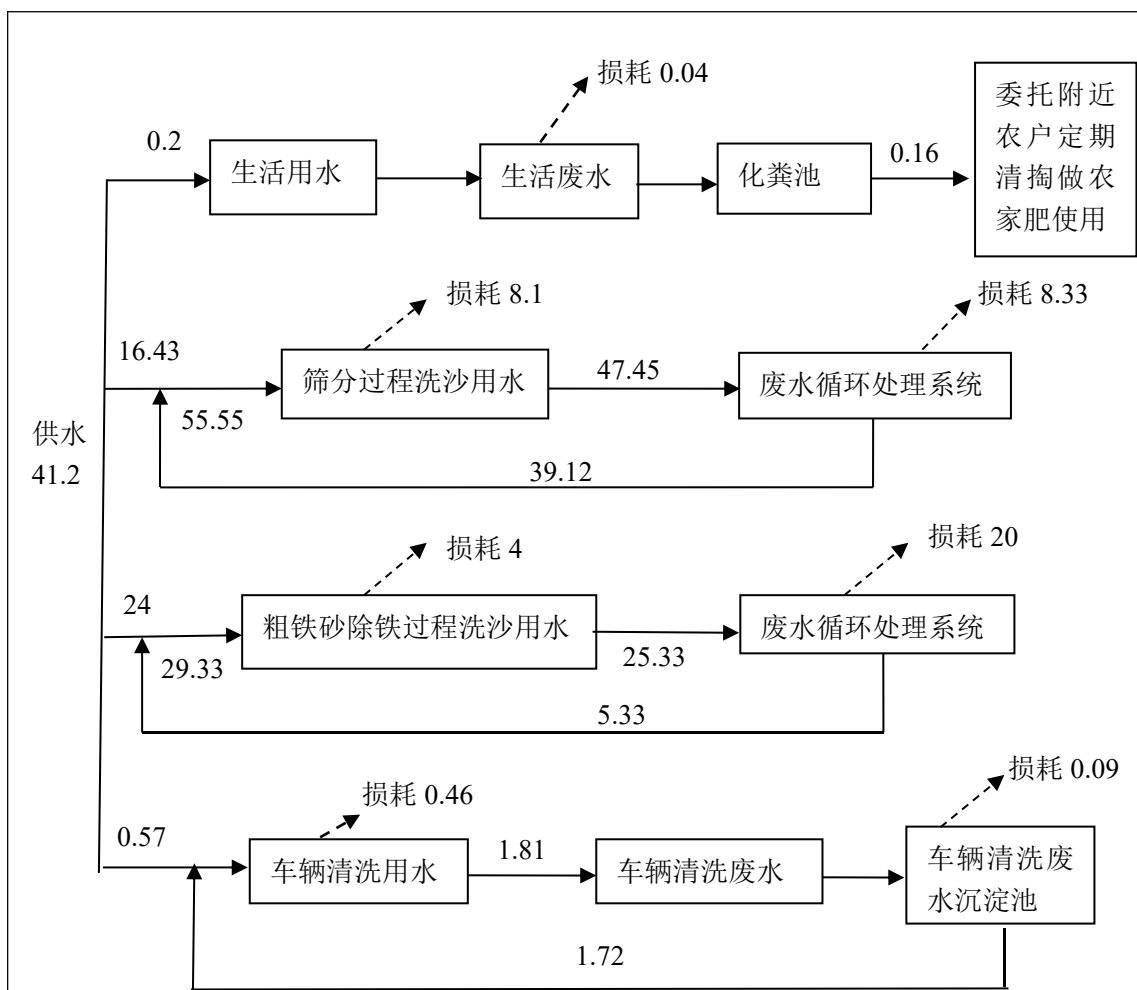 损耗 0.04
委托附近
农户定期
清掏做农
家肥使用
0.2
生活用水
生活废水
化粪池
0.16
损耗 8.1
损耗 8.33
16.43
筛分过程洗沙用水
47.45
废水循环处理系统
55.55
39.12
供水
41.2
损耗 4
损耗 20
24
粗铁砂除铁过程洗沙用水
废水循环处理系统
29.33
25.33
5.33
损耗 0.46
损耗 0.09
0.57
车辆清洗用水
1.81
车辆清洗废水
车辆清洗废
水沉淀池
1.72